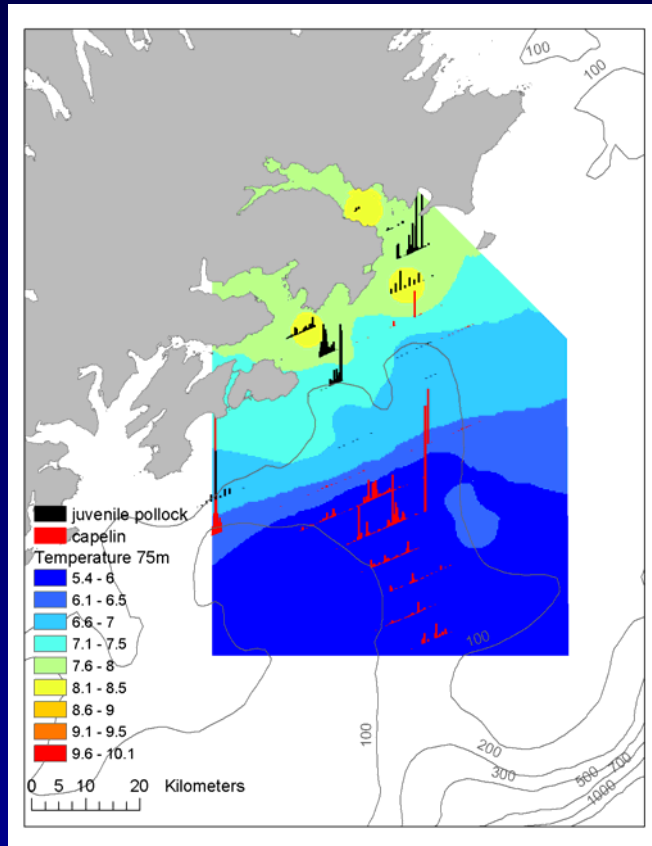 100
100
juvenile pollock
capelin
Temperature 75m
5.4 - 6
6.1 - 6.5
6.6 - 7
7.1 - 7.5
7.6 - 8
8.1 - 8.5
8.6 - 9
9.1 - 9.5
9.6 - 10.1
0 5 10 20 Kilometers
100
100
200
300
500
700
1000